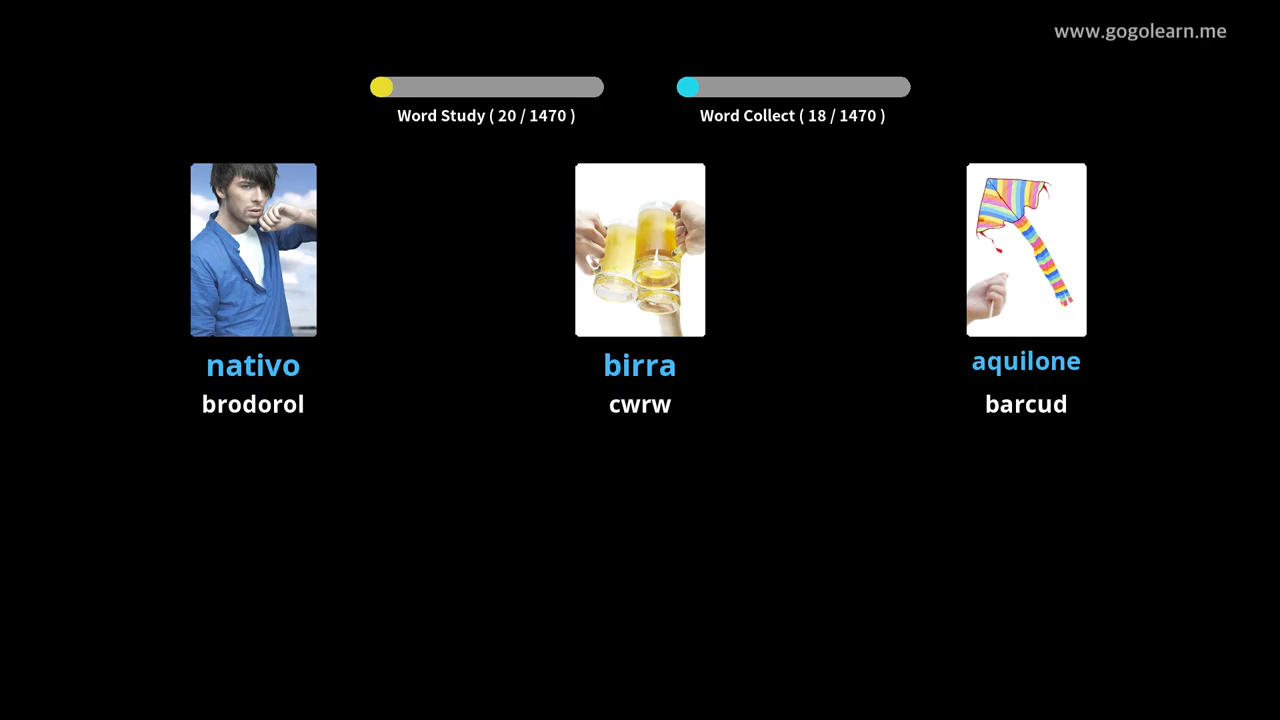 www.gogolearn.me
Word Study ( 20 / 1470 )
Word Collect ( 18 / 1470 )
nativo
brodorol
birra
cwrw
aquilone
barcud